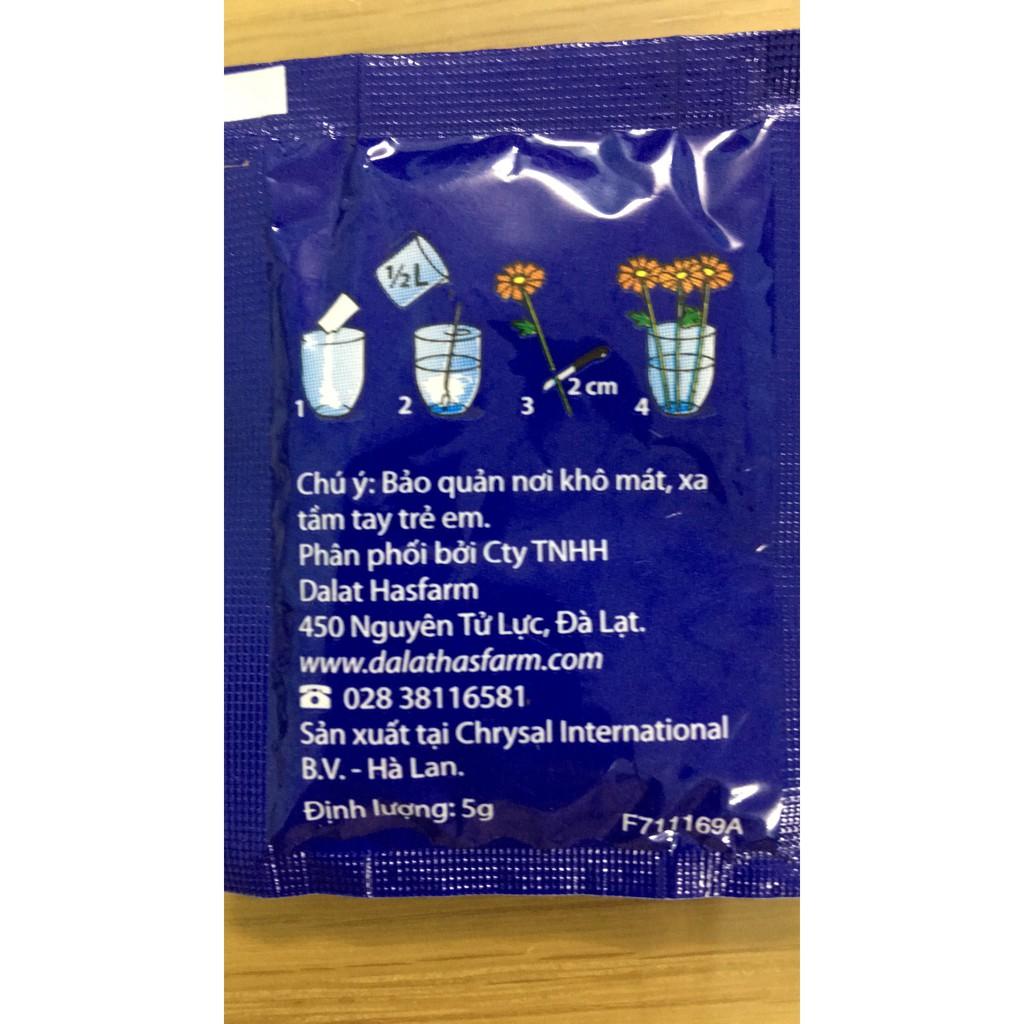 ½L
2 cm
1
2
3
4
Chú ý: Bảo quản nơi khô mát, xa
tầm tay trẻ em.
Phân phối bởi Cty TNHH
Dalat Hasfarm
450 Nguyên Tử Lực, Đà Lạt.
www.dalathasfarm.com
☎ 028 38116581
Sản xuất tại Chrysal International
B.V. - Hà Lan.
Định lượng: 5g
F711169A